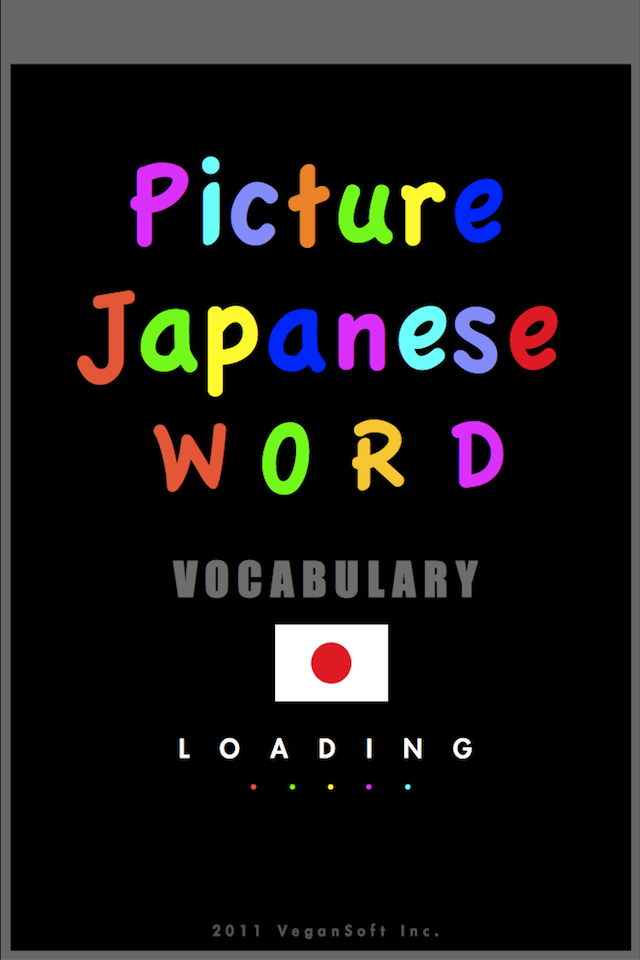 Picture
Japanese
WORD
VOCABULARY
LOADING
2011 VeganSoft Inc.